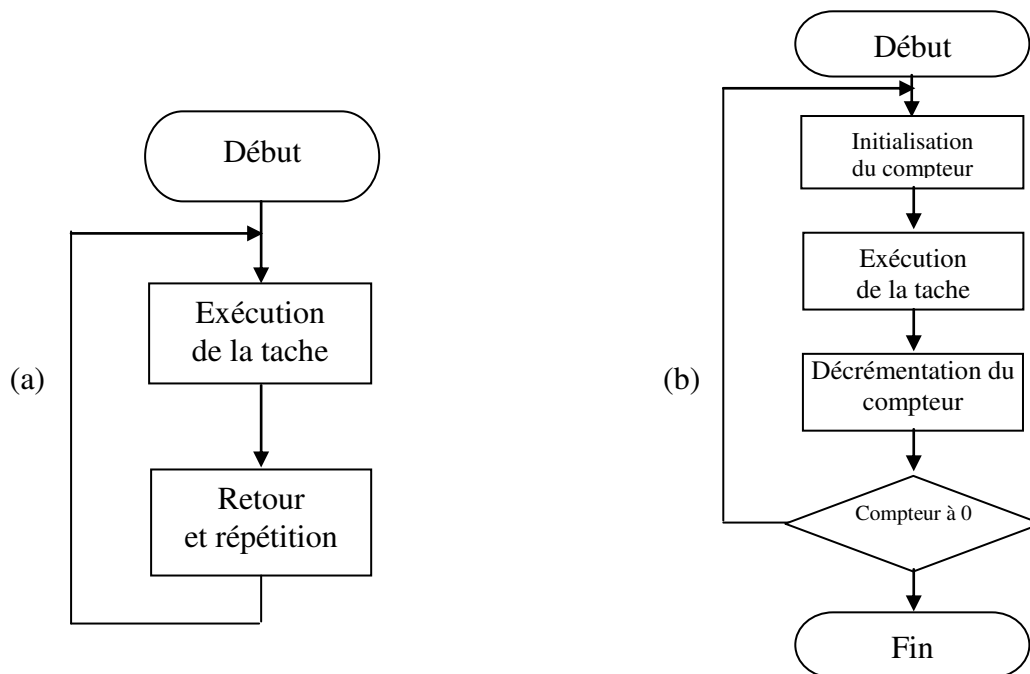 Début
Exécution
de la tache
Retour
et répétition
(a)
Début
Initialisation
du compteur
Exécution
de la tache
Décrémentation du
compteur
Compteur à 0
Fin
(b)